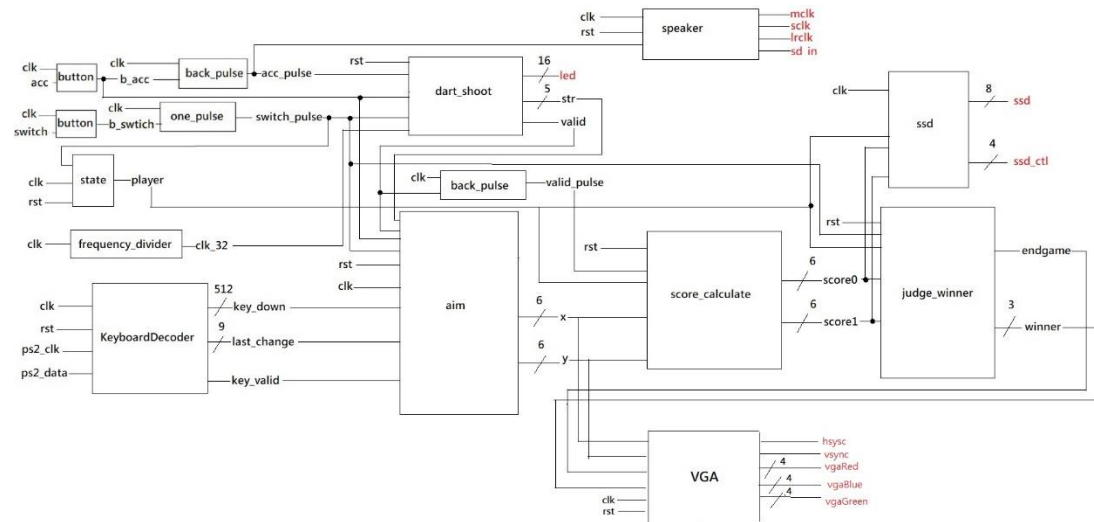 clk
rst
speaker
mclk
sclk
lrclk
sd_in
clk
acc
button
b_acc
clk
back_pulse
acc_pulse
rst
dart_shoot
16
led
5
str
valid
clk
switch
button
b_swtich
clk
one_pulse
switch_pulse
clk
ssd
8
ssd
4
ssd_ctl
clk
rst
state
player
clk
back_pulse
valid_pulse
clk
frequency_divider
clk_32
rst
clk
aim
6
x
6
y
rst
score_calculate
6
score0
6
score1
rst
judge_winner
endgame
3
winner
clk
rst
ps2_clk
ps2_data
KeyboardDecoder
512
key_down
9
last_change
key_valid
clk
rst
VGA
hsysc
vsync
4
vgaRed
4
vgaBlue
4
vgaGreen